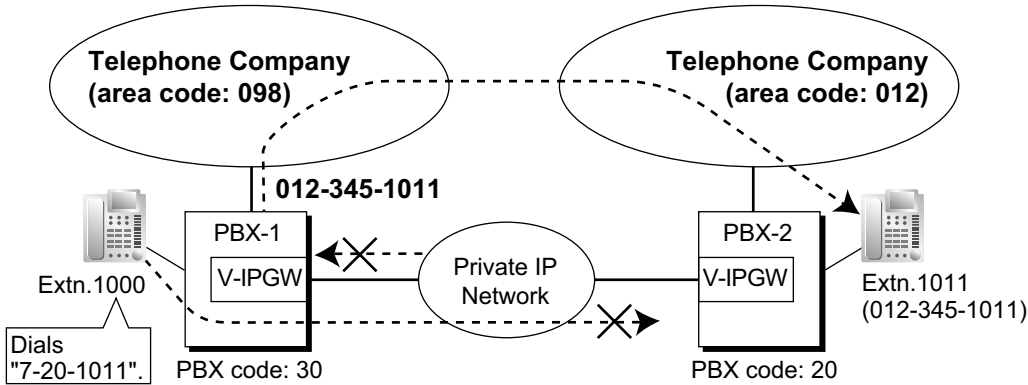 Telephone Company
(area code: 098)
Telephone Company
(area code: 012)
012-345-1011
PBX-1
V-IPGW
Extn.1000
Dials
"7-20-1011".
PBX code: 30
Private IP
Network
PBX-2
V-IPGW
Extn.1011
(012-345-1011)
PBX code: 20